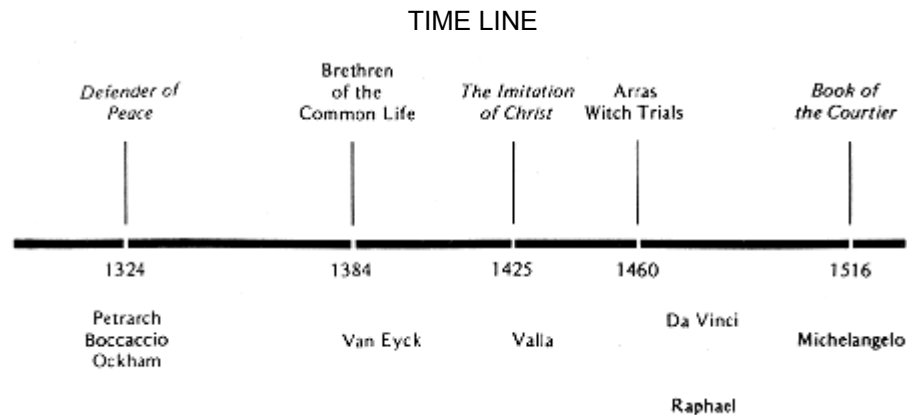 TIME LINE
Defender of
Peace
Brethren
of the
Common Life
The Imitation
of Christ
Arras
Witch Trials
Book of
the Courtier
1324
1384
1425
1460
1516
Petrarch
Boccaccio
Ockham
Van Eyck
Valla
Da Vinci
Michelangelo
Raphael